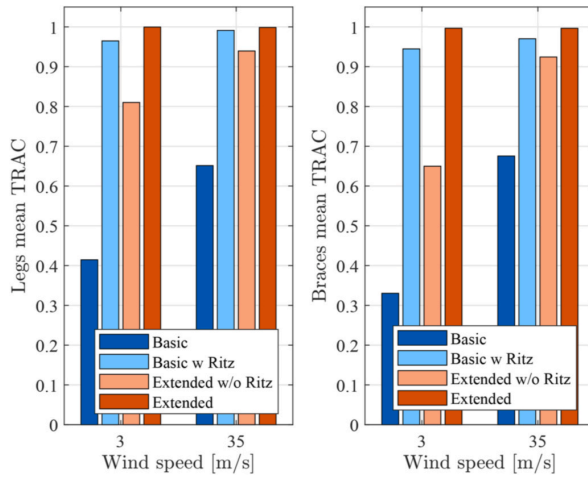 Legs mean TRAC
1
0.9
0.8
0.7
0.6
0.5
0.4
0.3
0.2
0.1
0
Basic
Basic w Ritz
Extended w/o Ritz
Extended
3 35
Wind speed [m/s]
Braces mean TRAC
1
0.9
0.8
0.7
0.6
0.5
0.4
0.3
0.2
0.1
0
Basic
Basic w Ritz
Extended w/o Ritz
Extended
3 35
Wind speed [m/s]